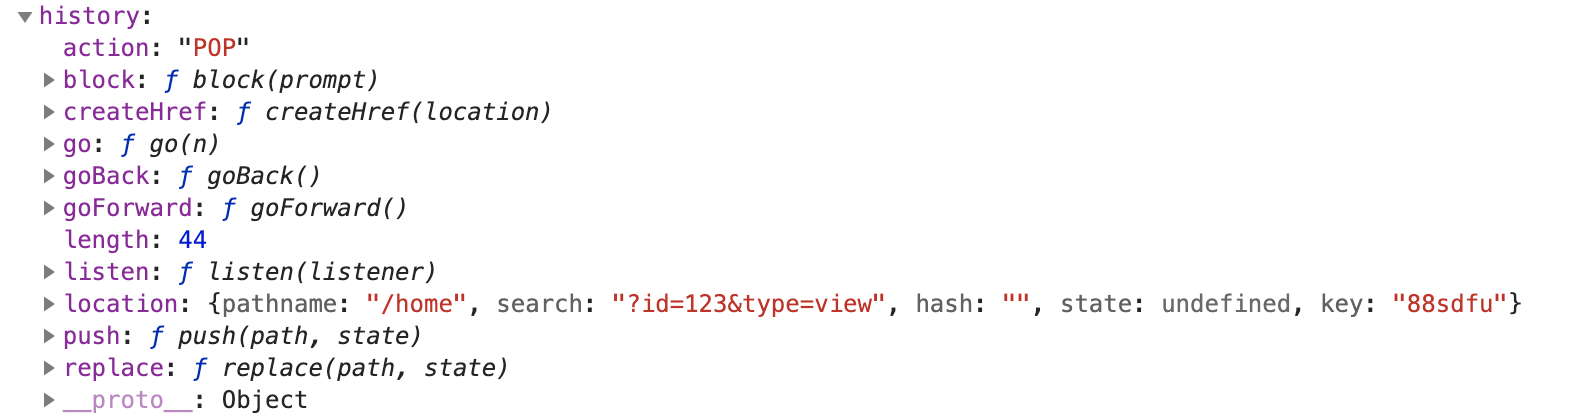 history:
action: "POP"
block: ƒ block(prompt)
createHref: ƒ createHref(location)
go: ƒ go(n)
goBack: ƒ goBack()
goForward: ƒ goForward()
length: 44
listen: ƒ listen(listener)
location: {pathname: "/home", search: "?id=123&type=view", hash: "", state: undefined, key: "88sdfu"}
push: ƒ push(path, state)
replace: ƒ replace(path, state)
__proto__: Object